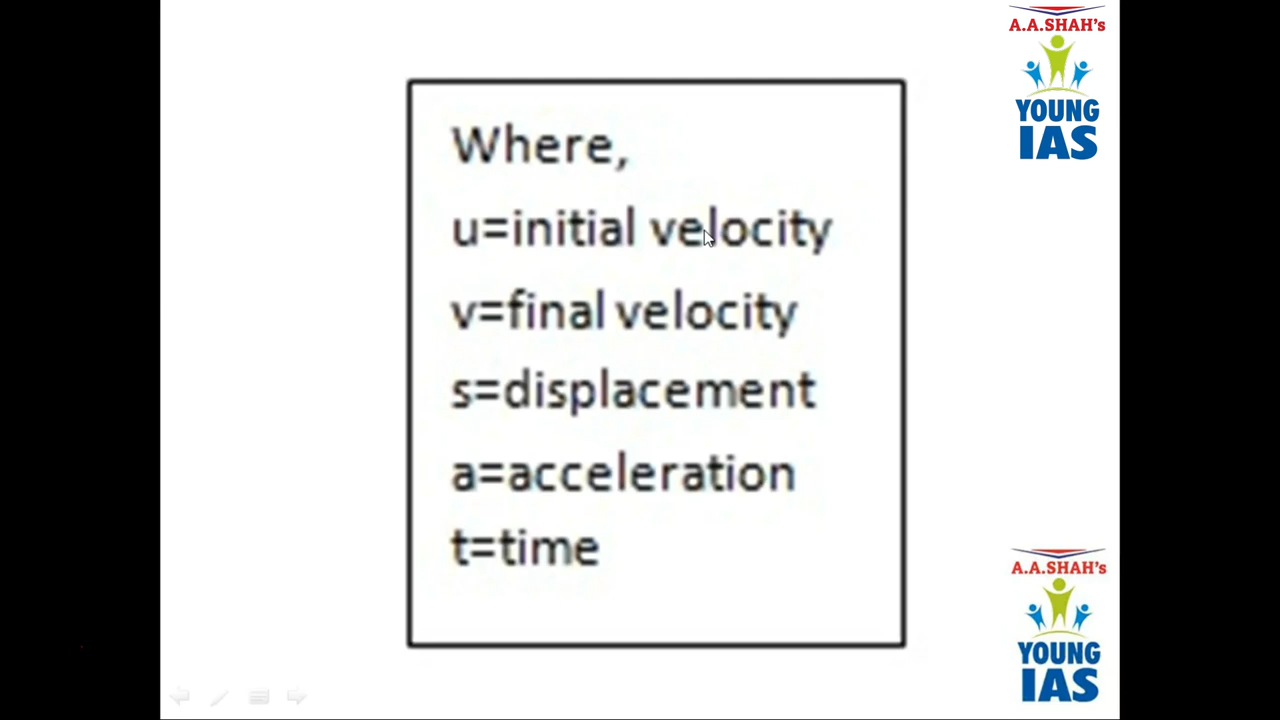 A.A.SHAH's
YOUNG
IAS
Where,
u=initial velocity
v=final velocity
s=displacement
a=acceleration
t=time
A.A.SHAH's
YOUNG
IAS